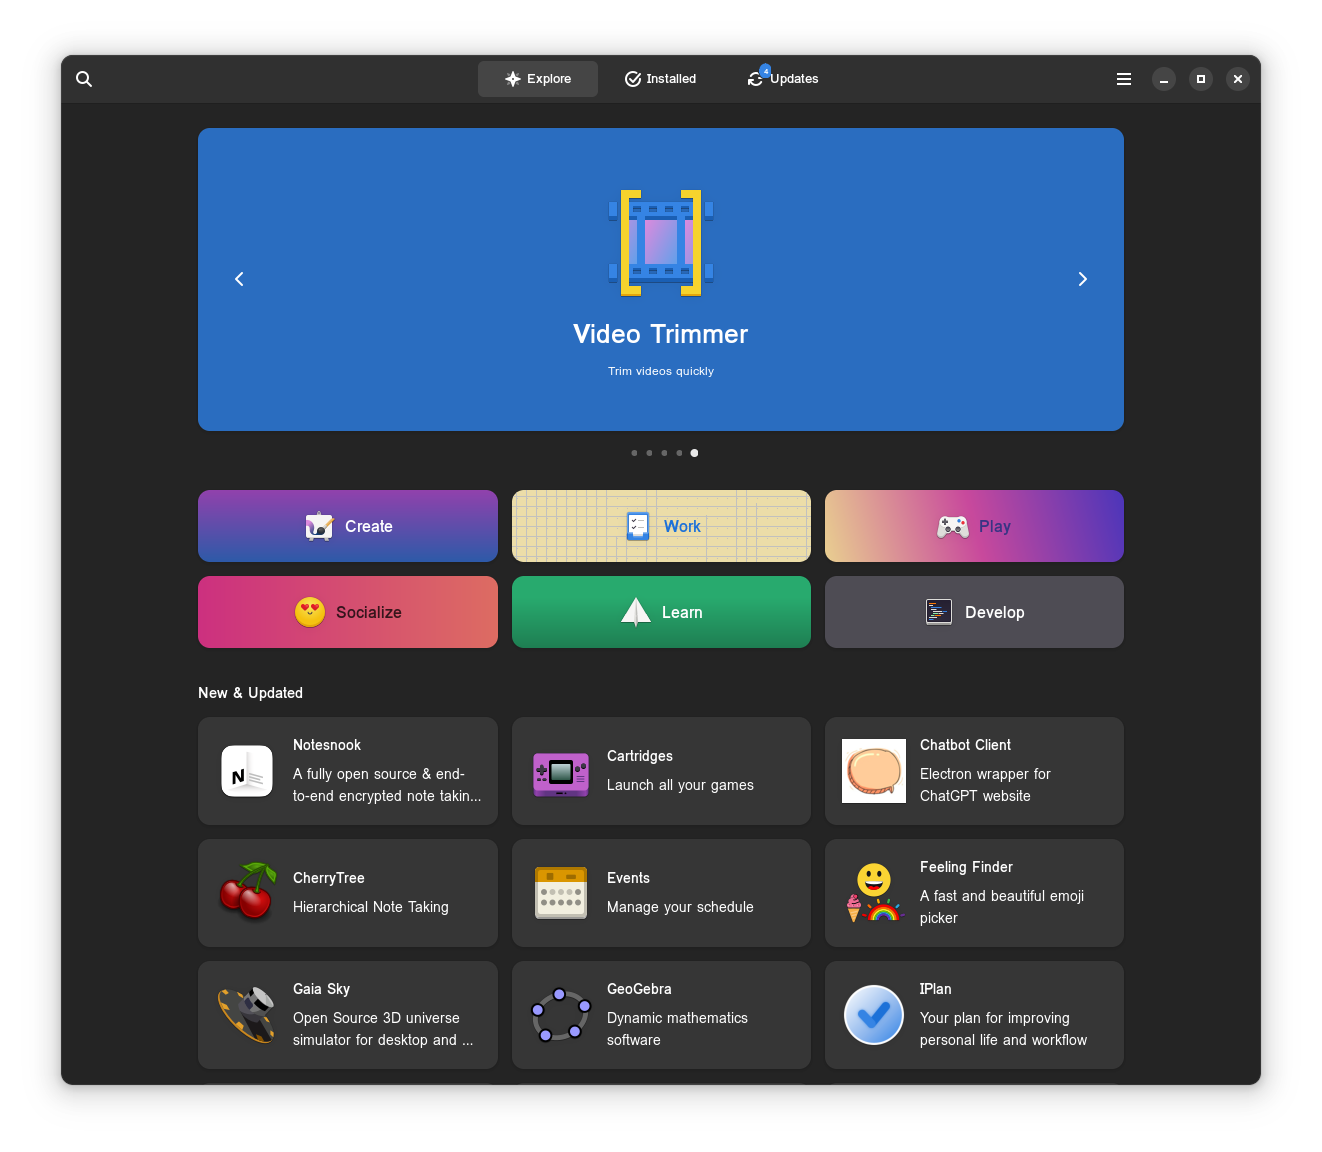 Explore
Installed
4
Updates
Video Trimmer
Trim videos quickly
Create
Work
Play
Socialize
Learn
Develop
New & Updated
N
Notesnook
A fully open source & end-
to-end encrypted note takin...
Cartridges
Launch all your games
Chatbot Client
Electron wrapper for
ChatGPT website
CherryTree
Hierarchical Note Taking
Events
Manage your schedule
Feeling Finder
A fast and beautiful emoji
picker
Gaia Sky
Open Source 3D universe
simulator for desktop and ...
GeoGebra
Dynamic mathematics
software
IPlan
Your plan for improving
personal life and workflow